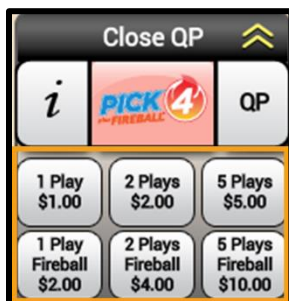 Close QP
i
PICK 4
plus FIREBALL
QP
1 Play
$1.00
2 Plays
$2.00
5 Plays
$5.00
1 Play
Fireball
$2.00
2 Plays
Fireball
$4.00
5 Plays
Fireball
$10.00